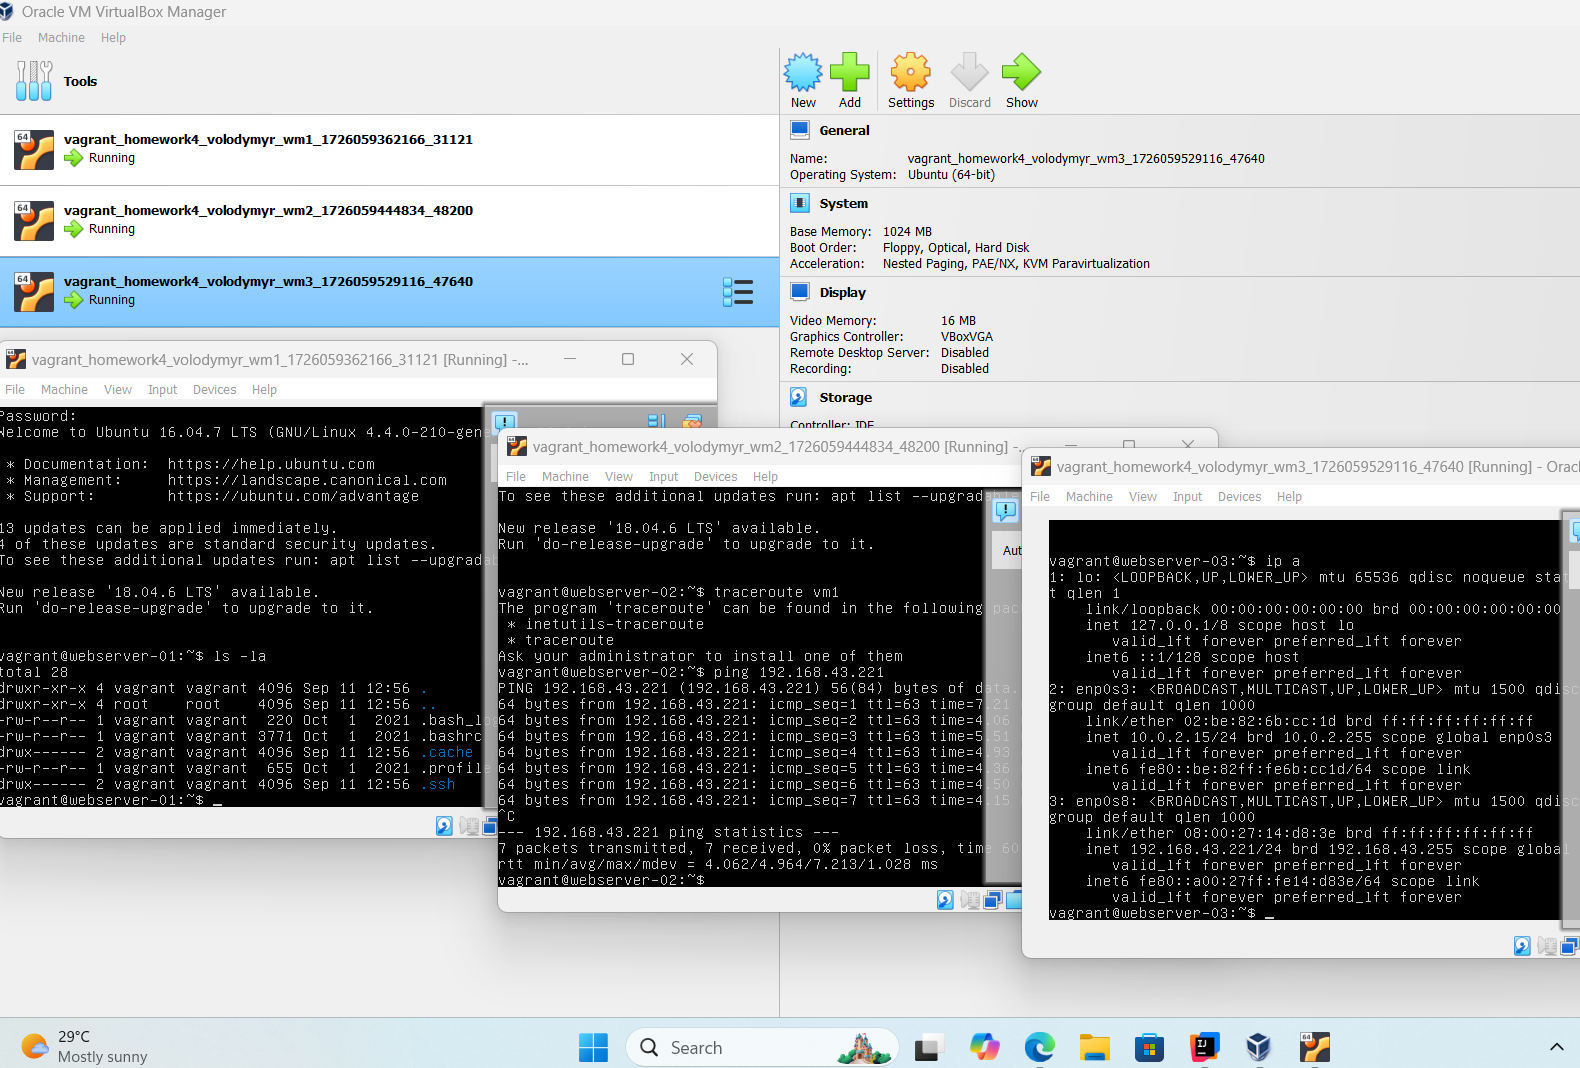 Oracle VM VirtualBox Manager
File Machine Help
Tools
New Add Settings Discard Show
64
vagrant_homework4_volodymyr_wm1_1726059362166_31121
Running
64
vagrant_homework4_volodymyr_wm2_1726059444834_48200
Running
64
vagrant_homework4_volodymyr_wm3_1726059529116_47640
Running
General
Name: vagrant_homework4_volodymyr_wm3_1726059529116_47640
Operating System: Ubuntu (64-bit)
System
Base Memory: 1024 MB
Boot Order: Floppy, Optical, Hard Disk
Acceleration: Nested Paging, PAE/NX, KVM Paravirtualization
Display
Video Memory: 16 MB
Graphics Controller: VBoxVGA
Remote Desktop Server: Disabled
Recording: Disabled
Storage
Controller: IDE
vagrant_homework4_volodymyr_wm1_1726059362166_31121 [Running] -...
File Machine View Input Devices Help
Password:
Welcome to Ubuntu 16.04.7 LTS (GNU/Linux 4.4.0-210-gene
* Documentation: https://help.ubuntu.com
* Management: https://landscape.canonical.com
* Support: https://ubuntu.com/advantage
13 updates can be applied immediately.
4 of these updates are standard security updates.
To see these additional updates run: apt list --upgrada
New release '18.04.6 LTS' available.
Run 'do-release-upgrade' to upgrade to it.
vagrant@webserver-01:~$ ls -la
total 28
drwxr-xr-x 4 vagrant vagrant 4096 Sep 11 12:56 .
drwxr-xr-x 4 root root 4096 Sep 11 12:56 ..
-rw-r--r-- 1 vagrant vagrant 220 Oct 1 2021 .bash_lo
-rw-r--r-- 1 vagrant vagrant 3771 Oct 1 2021 .bashrc
drwx------ 2 vagrant vagrant 4096 Sep 11 12:56 .cache
-rw-r--r-- 1 vagrant vagrant 655 Oct 1 2021 .profile
drwx------ 2 vagrant vagrant 4096 Sep 11 12:56 .ssh
vagrant@webserver-01:~$ _
vagrant_homework4_volodymyr_wm2_1726059444834_48200 [Running] -...
File Machine View Input Devices Help
To see these additional updates run: apt list --upgradable
New release '18.04.6 LTS' available.
Run 'do-release-upgrade' to upgrade to it.
Aut
vagrant@webserver-02:~$ traceroute vm1
The program 'traceroute' can be found in the following pac
* inetutils-traceroute
* traceroute
Ask your administrator to install one of them
vagrant@webserver-02:~$ ping 192.168.43.221
PING 192.168.43.221 (192.168.43.221) 56(84) bytes of data.
64 bytes from 192.168.43.221: icmp_seq=1 ttl=63 time=7.21
64 bytes from 192.168.43.221: icmp_seq=2 ttl=63 time=4.06
64 bytes from 192.168.43.221: icmp_seq=3 ttl=63 time=5.51
64 bytes from 192.168.43.221: icmp_seq=4 ttl=63 time=4.93
64 bytes from 192.168.43.221: icmp_seq=5 ttl=63 time=4.36
64 bytes from 192.168.43.221: icmp_seq=6 ttl=63 time=4.50
64 bytes from 192.168.43.221: icmp_seq=7 ttl=63 time=4.15
^C
--- 192.168.43.221 ping statistics ---
7 packets transmitted, 7 received, 0% packet loss, time 60
rtt min/avg/max/mdev = 4.062/4.964/7.213/1.028 ms
vagrant@webserver-02:~$
vagrant_homework4_volodymyr_wm3_1726059529116_47640 [Running] - Orac
File Machine View Input Devices Help
vagrant@webserver-03:~$ ip a
1: lo: <LOOPBACK,UP,LOWER_UP> mtu 65536 qdisc noqueue sta
t qlen 1
link/loopback 00:00:00:00:00:00 brd 00:00:00:00:00:00
inet 127.0.0.1/8 scope host lo
valid_lft forever preferred_lft forever
inet6 ::1/128 scope host
valid_lft forever preferred_lft forever
2: enp0s3: <BROADCAST,MULTICAST,UP,LOWER_UP> mtu 1500 qdisc
group default qlen 1000
link/ether 02:be:82:6b:cc:1d brd ff:ff:ff:ff:ff:ff
inet 10.0.2.15/24 brd 10.0.2.255 scope global enp0s3
valid_lft forever preferred_lft forever
inet6 fe80::be:82ff:fe6b:cc1d/64 scope link
valid_lft forever preferred_lft forever
3: enp0s8: <BROADCAST,MULTICAST,UP,LOWER_UP> mtu 1500 qdisc
group default qlen 1000
link/ether 08:00:27:14:d8:3e brd ff:ff:ff:ff:ff:ff
inet 192.168.43.221/24 brd 192.168.43.255 scope global
valid_lft forever preferred_lft forever
inet6 fe80::a00:27ff:fe14:d83e/64 scope link
valid_lft forever preferred_lft forever
vagrant@webserver-03:~$ _
29°C
Mostly sunny
Search